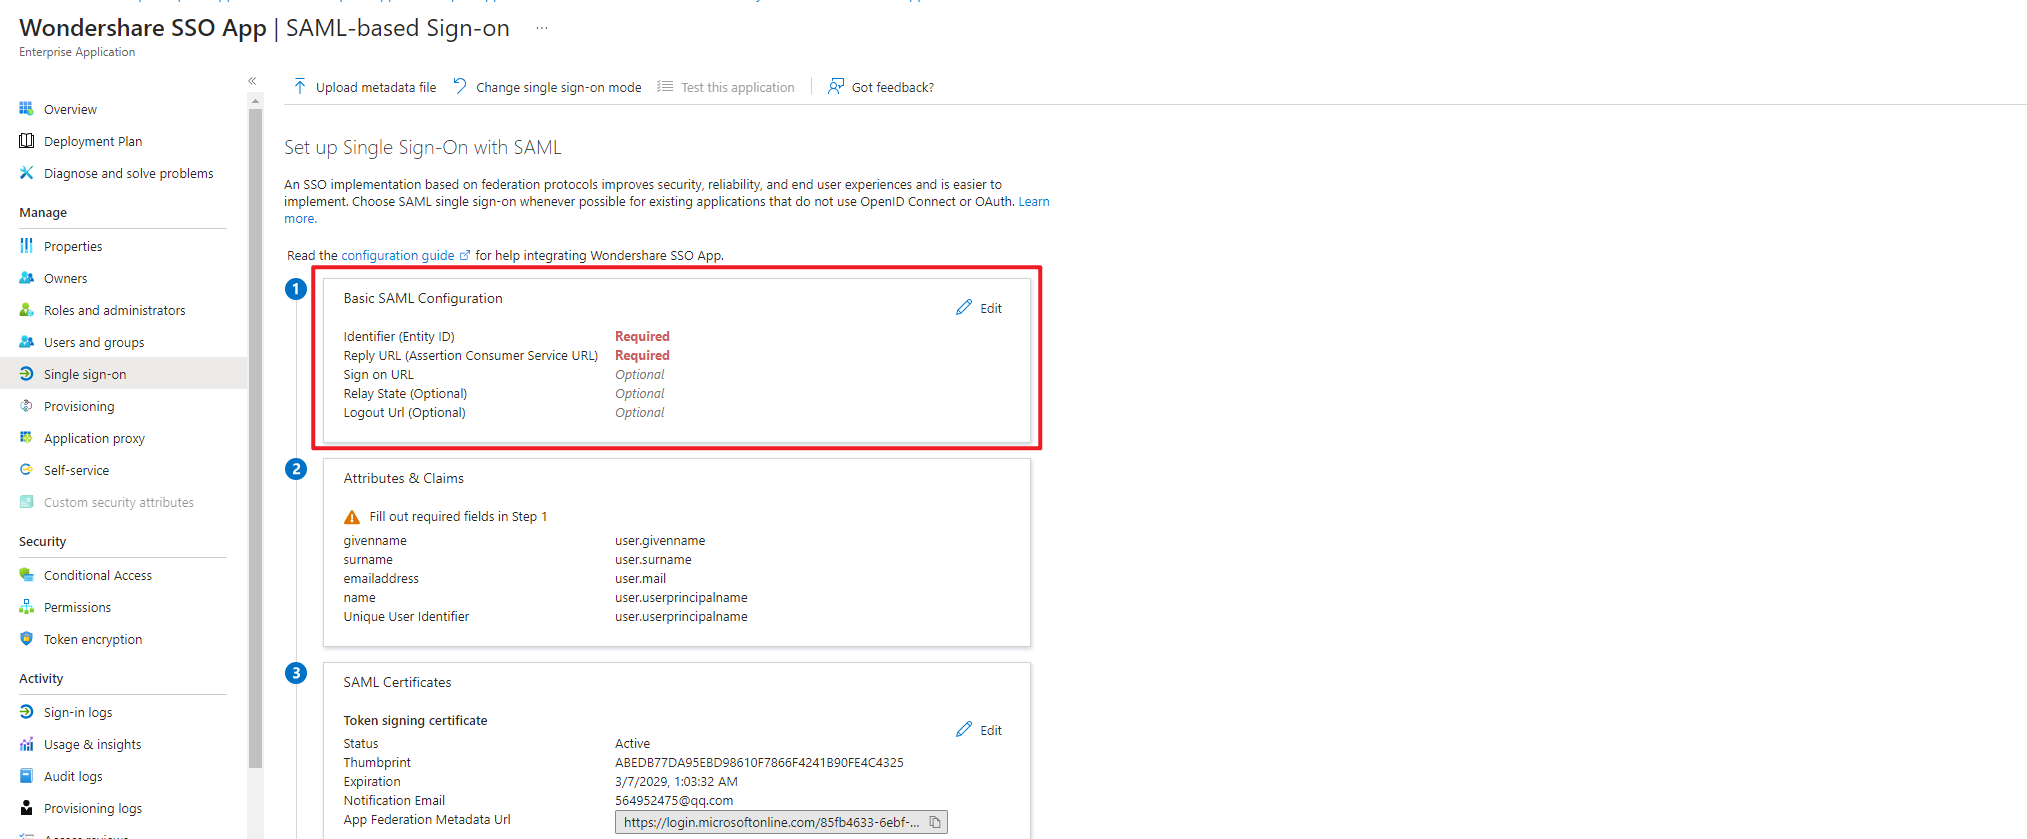 Wondershare SSO App | SAML-based Sign-on ...
Enterprise Application
Overview
Deployment Plan
Diagnose and solve problems
Manage
Properties
Owners
Roles and administrators
Users and groups
Single sign-on
Provisioning
Application proxy
Self-service
Custom security attributes
Security
Conditional Access
Permissions
Token encryption
Activity
Sign-in logs
Usage & insights
Audit logs
Provisioning logs
Access reviews
Upload metadata file Change single sign-on mode Test this application Got feedback?
Set up Single Sign-On with SAML
An SSO implementation based on federation protocols improves security, reliability, and end user experiences and is easier to
implement. Choose SAML single sign-on whenever possible for existing applications that do not use OpenID Connect or OAuth. Learn
more.
Read the configuration guide for help integrating Wondershare SSO App.
1
Basic SAML Configuration
Edit
Identifier (Entity ID) Required
Reply URL (Assertion Consumer Service URL) Required
Sign on URL Optional
Relay State (Optional) Optional
Logout Url (Optional) Optional
2
Attributes & Claims
Fill out required fields in Step 1
givenname user.givenname
surname user.surname
emailaddress user.mail
name user.userprincipalname
Unique User Identifier user.userprincipalname
3
SAML Certificates
Token signing certificate
Edit
Status Active
Thumbprint ABEDB77DA95EBD98610F7866F4241B90FE4C4325
Expiration 3/7/2029, 1:03:32 AM
Notification Email 564952475@qq.com
App Federation Metadata Url https://login.microsoftonline.com/85fb4633-6ebf-...